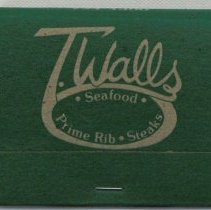 T.Walls
• Seafood •
Prime Rib • Steaks